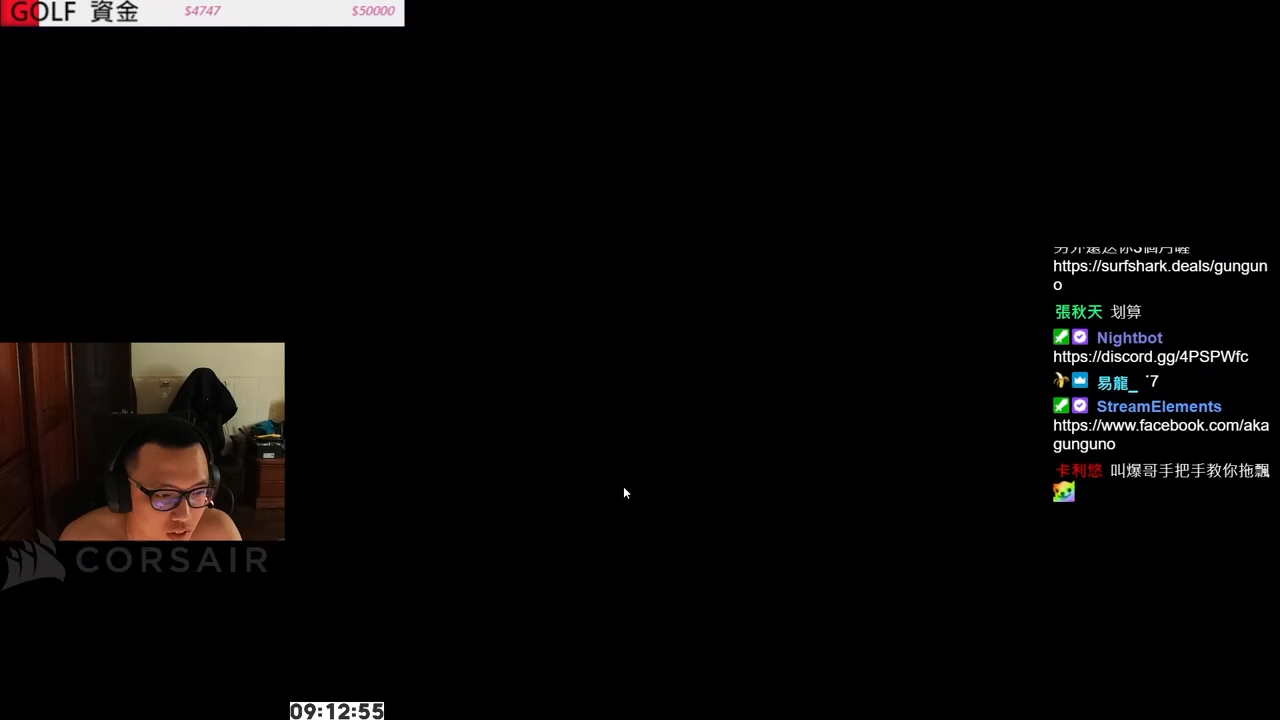 GOLF 資金 $4747 $50000
https://surfshark.deals/gungun
o
張秋天 划算
Nightbot
https://discord.gg/4PSPWfc
易龍_ ˙7
StreamElements
https://www.facebook.com/aka
gunguno
卡利悠 叫爆哥手把手教你拖飄
CORSAIR
09:12:55